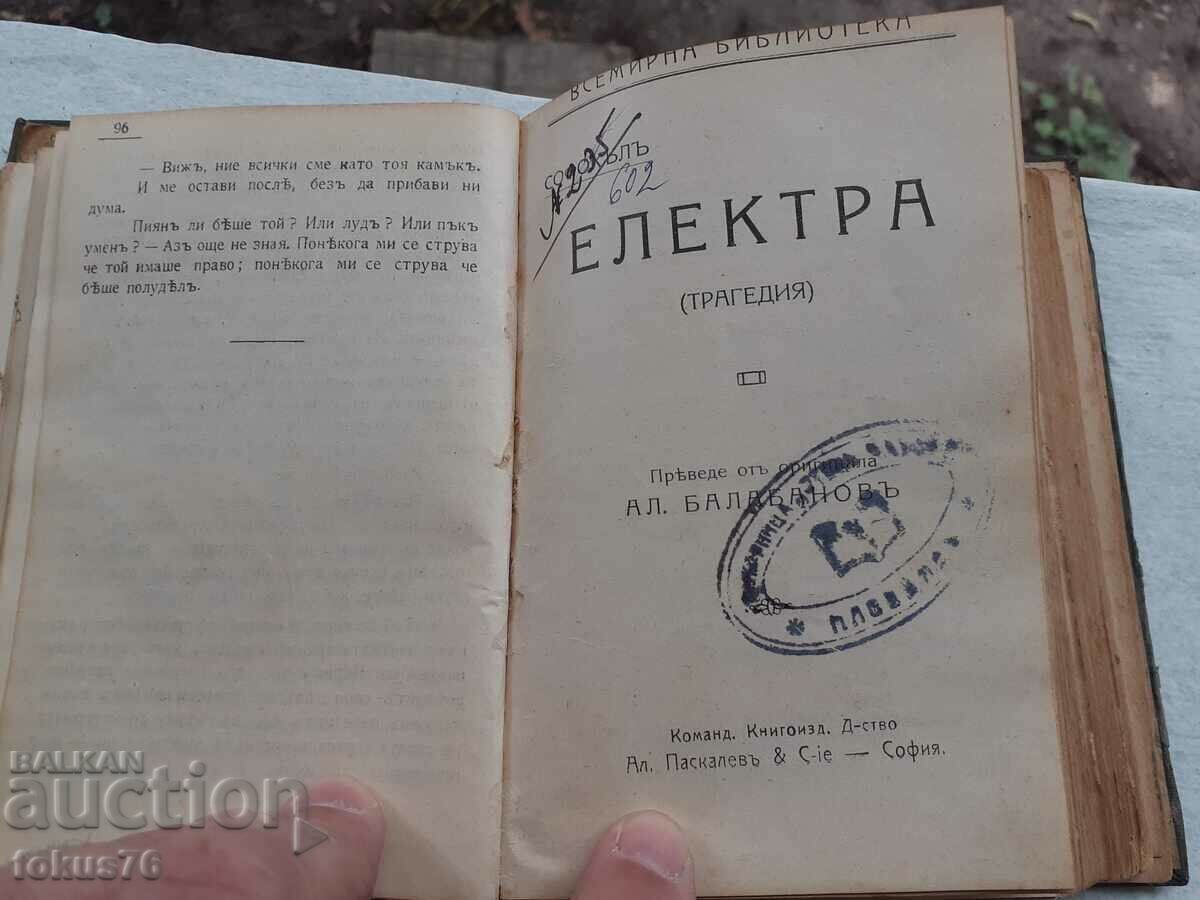 96
— Вижъ, ние всички сме като тоя камъкъ.
И ме остави послѣ, безъ да прибави ни
дума.
Пиянъ ли бѣше той? Или лудъ? Или пъкъ
уменъ? — Азъ още не зная. Понѣкога ми се струва
че той имаше право; понѣкога ми се струва че
бѣше полудѣлъ.
ВСЕМИРНА БИБЛИОТЕКА
СОФОКЪЛЪ
602
ЕЛЕКТРА
(ТРАГЕДИЯ)
Прѣведе отъ оригинала
АЛ. БАЛАБАНОВЪ
ПЛОВДИВЪ
Команд. Книгоизд. Д-ство
Ал. Паскалевъ & C-ie — София.
BALKAN
auction
tokus76